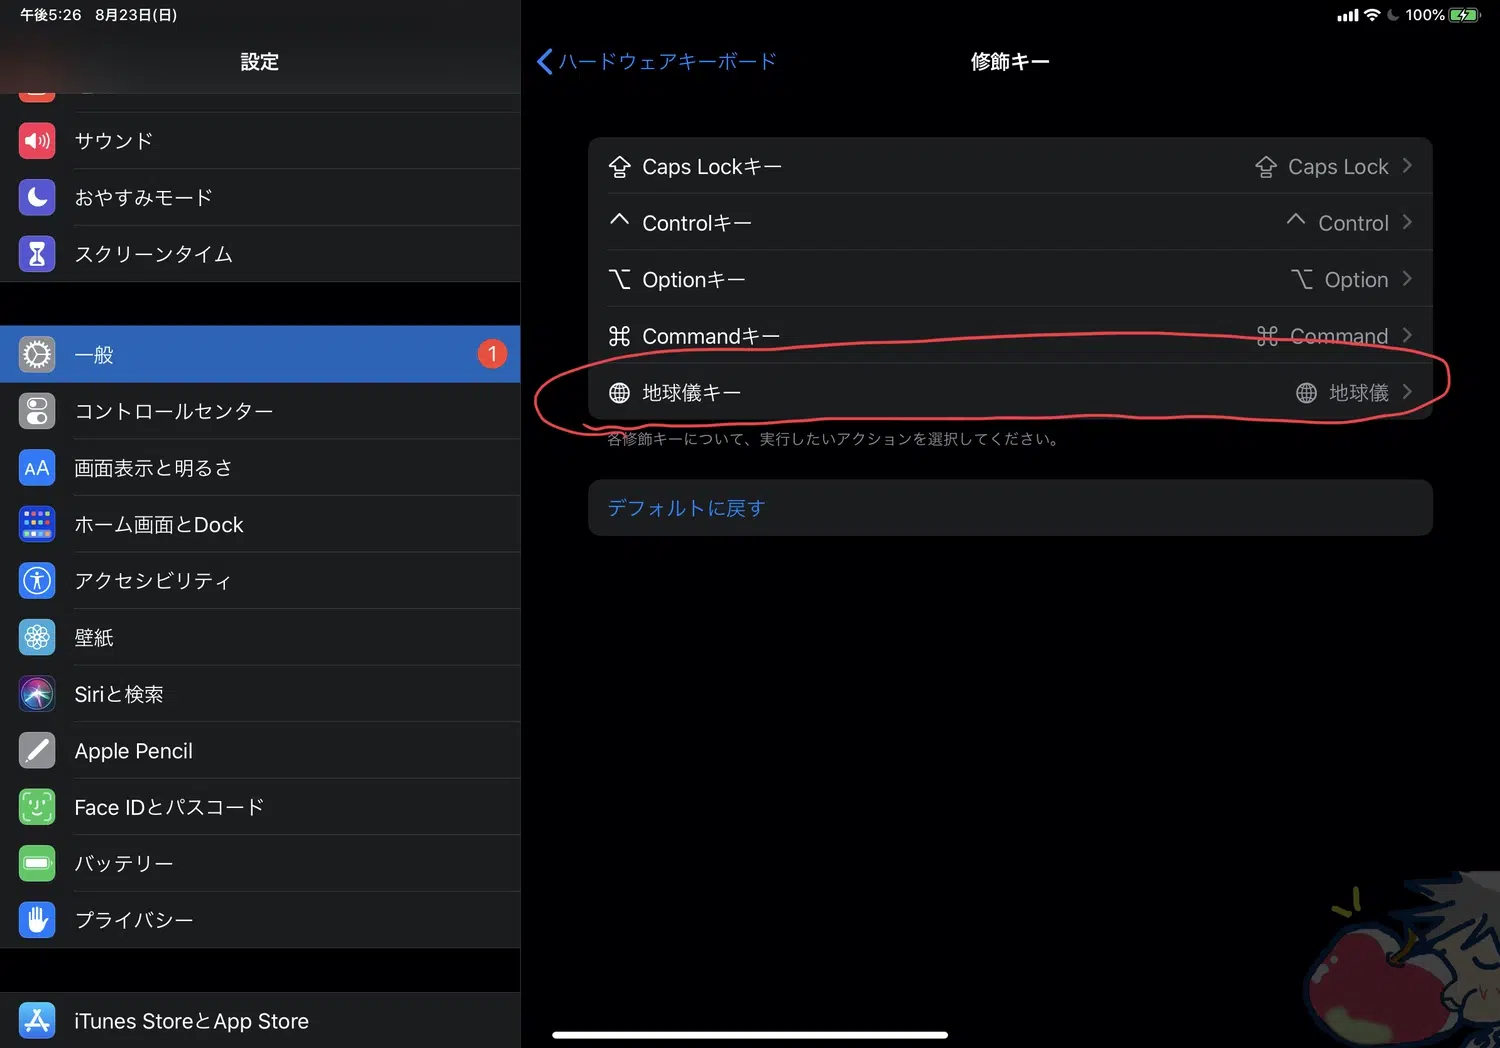 午後5:26 8月23日(日)
100%
設定
ハードウェアキーボード
修飾キー
サウンド
おやすみモード
スクリーンタイム
一般
1
コントロールセンター
AA
画面表示と明るさ
ホーム画面とDock
アクセシビリティ
壁紙
Siriと検索
Apple Pencil
Face IDとパスコード
バッテリー
プライバシー
iTunes StoreとApp Store
Caps Lockキー Caps Lock
Controlキー Control
Optionキー Option
Commandキー Command
地球儀キー 地球儀
各修飾キーについて、実行したいアクションを選択してください。
デフォルトに戻す